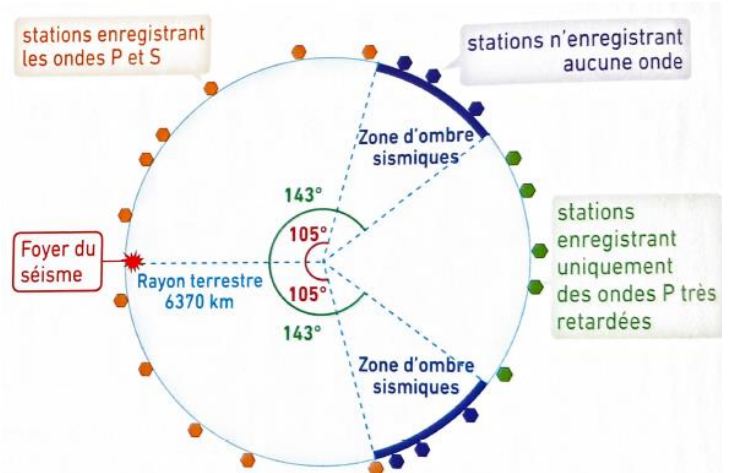 stations enregistrant
les ondes P et S
stations n'enregistrant
aucune onde
Zone d'ombre
sismiques
143°
105°
Foyer du
séisme
Rayon terrestre
6370 km
105°
143°
stations
enregistrant
uniquement
des ondes P très
retardées
Zone d'ombre
sismiques